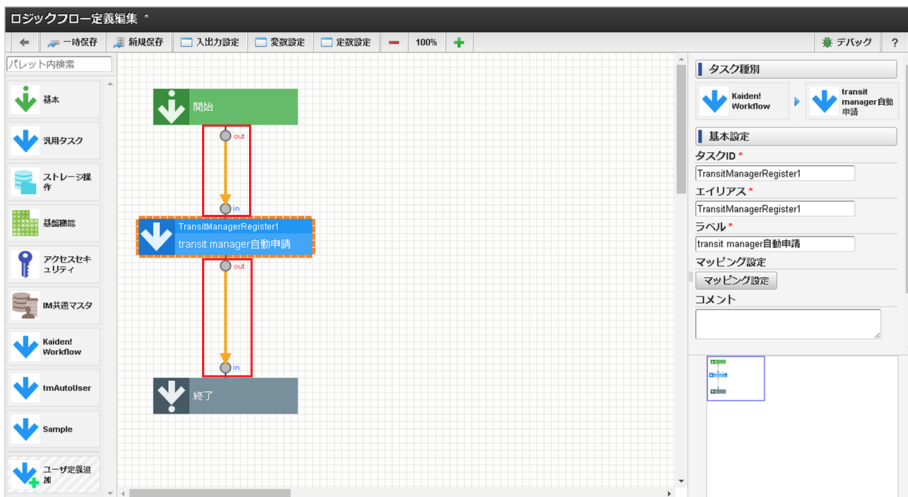 ロジックフロー定義編集 *
一時保存
新規保存
入出力設定
変数設定
定数設定
100%
デバッグ
?
パレット内検索
基本
汎用タスク
ストレージ操
作
基盤機能
アクセスセキ
ュリティ
IM共通マスタ
Kaiden!
Workflow
tmAutoUser
Sample
ユーザ定義追
加
開始
out
in
TransitManagerRegister1
transit manager自動申請
out
in
終了
タスク種別
Kaiden!
Workflow
transit
manager自動
申請
基本設定
タスクID *
TransitManagerRegister1
エイリアス *
TransitManagerRegister1
ラベル *
transit manager自動申請
マッピング設定
マッピング設定
コメント